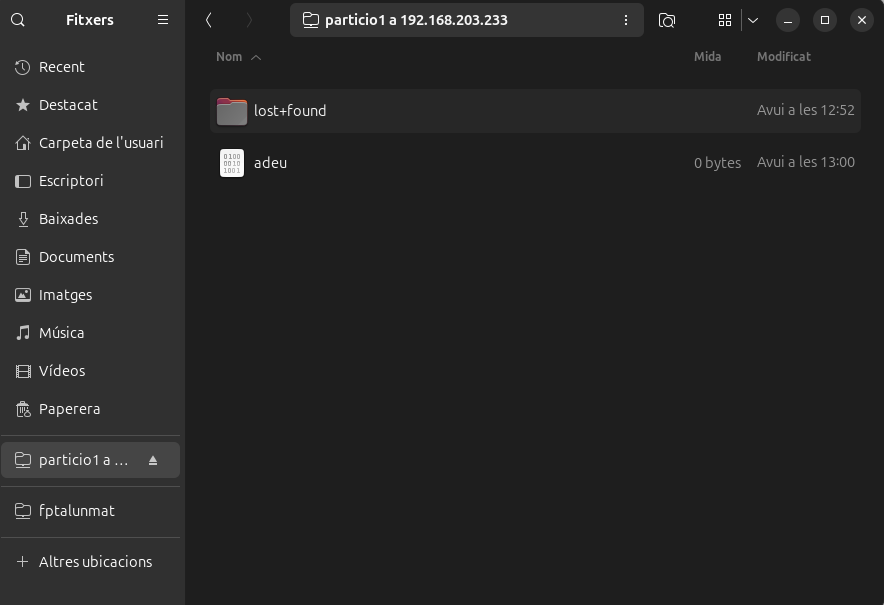 Fitxers
particio1 a 192.168.203.233
Recent
Destacat
Carpeta de l'usuari
Escriptori
Baixades
Documents
Imatges
Música
Vídeos
Paperera
particio1 a …
fptalunmat
Altres ubicacions
Nom Mida Modificat
lost+found Avui a les 12:52
adeu 0 bytes Avui a les 13:00
0100
0010
1001